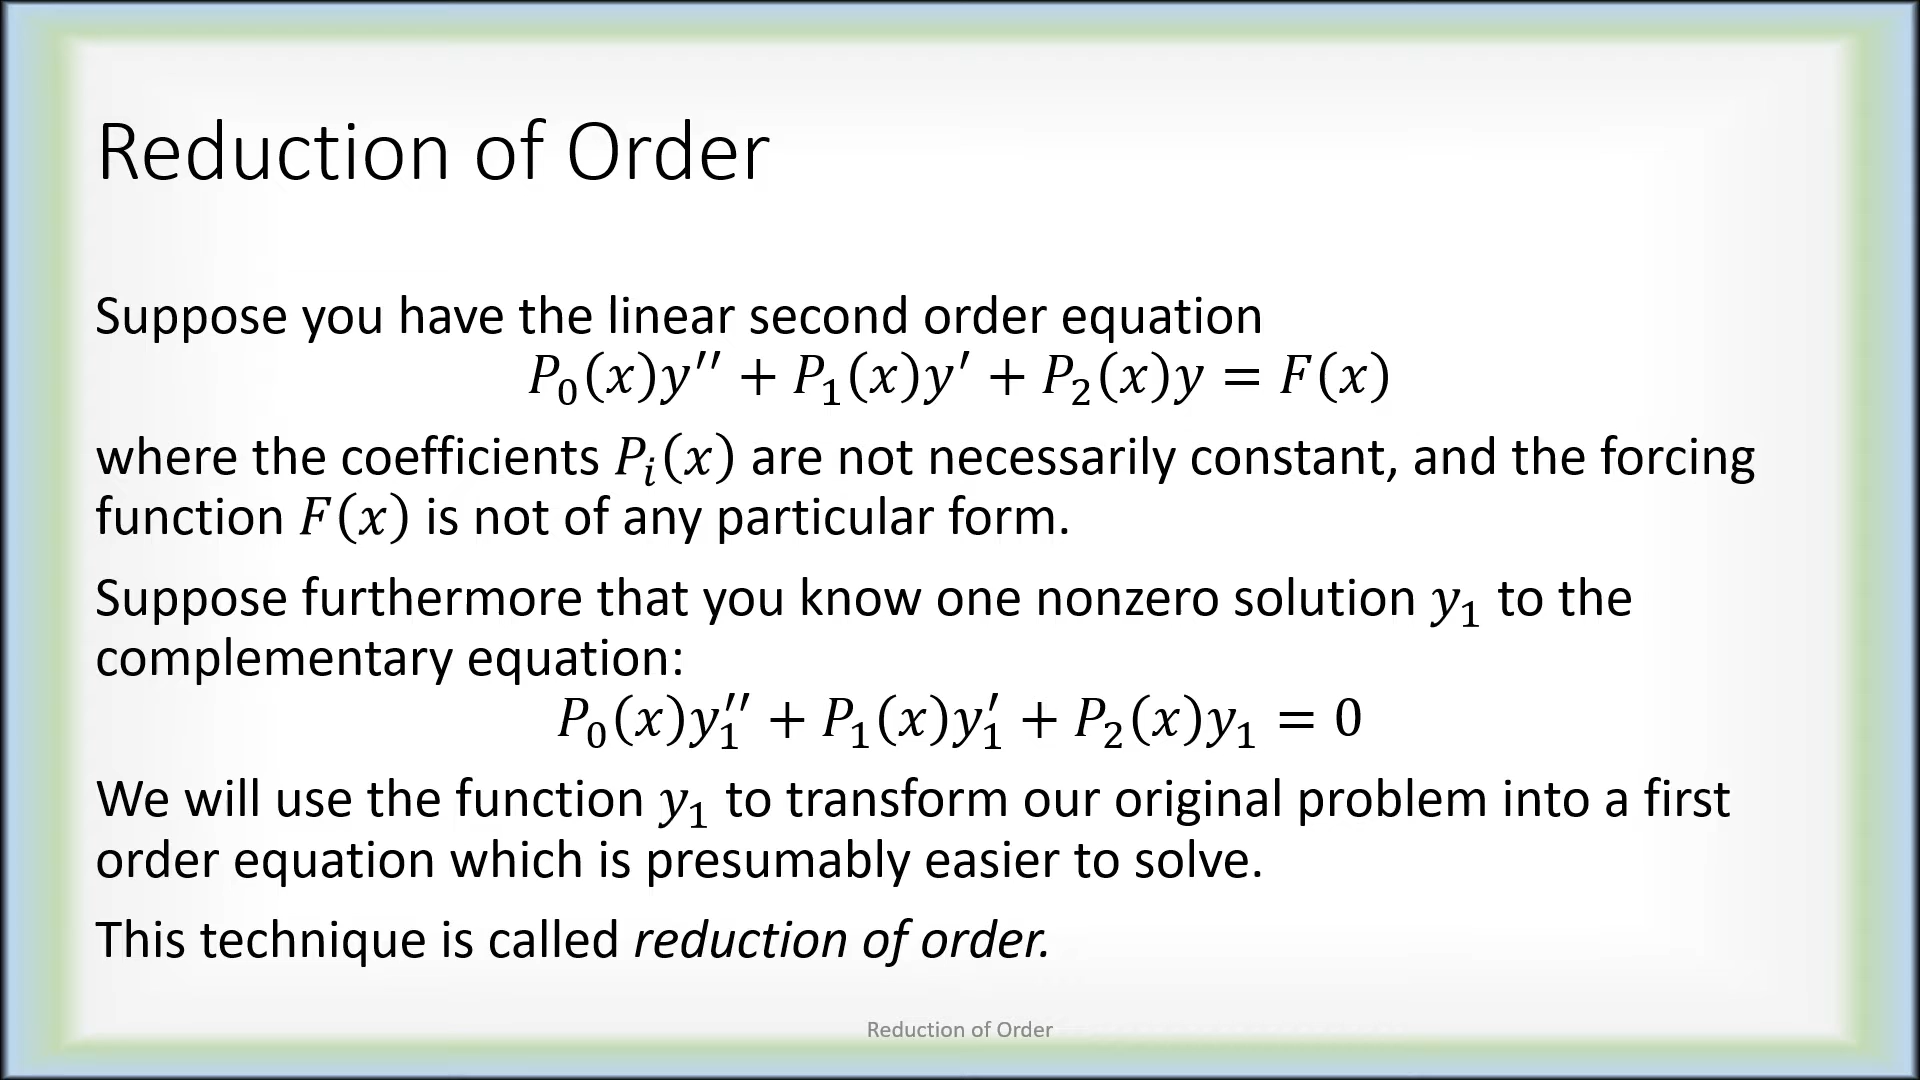 Reduction of Order
Suppose you have the linear second order equation
P₀(x)y′′ + P₁(x)y′ + P₂(x)y = F(x)
where the coefficients Pᵢ(x) are not necessarily constant, and the forcing
function F(x) is not of any particular form.
Suppose furthermore that you know one nonzero solution y₁ to the
complementary equation:
P₀(x)y₁′′ + P₁(x)y₁′ + P₂(x)y₁ = 0
We will use the function y₁ to transform our original problem into a first
order equation which is presumably easier to solve.
This technique is called reduction of order.
Reduction of Order